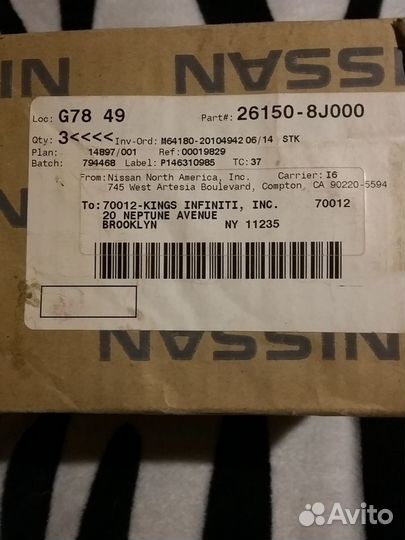 NISSAN
Loc: G78 49 Part#: 26150-8J000
Qty: 3<<<< Inv-Ord: M64180-20104942 06/14 STK
Plan: 14897/001 Ref:00019829
Batch: 794468 Label: P146310985 TC: 37
From: Nissan North America, Inc. Carrier: I6
745 West Artesia Boulevard, Compton, CA 90220-5594
To: 70012-KINGS INFINITI, INC. 70012
20 NEPTUNE AVENUE
BROOKLYN NY 11235
NISSAN
NISSAN
Avito